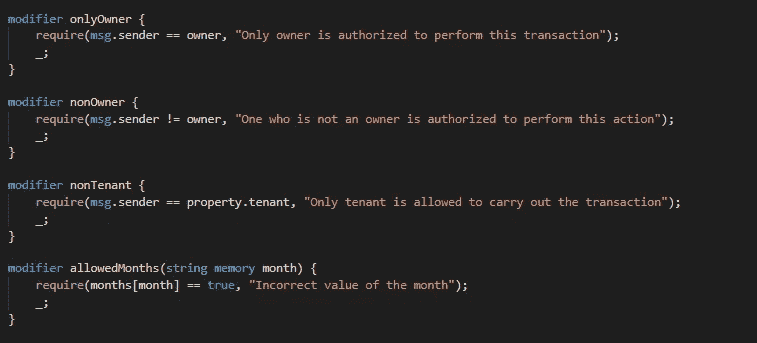 modifier onlyOwner {
require(msg.sender == owner, "Only owner is authorized to perform this transaction");
_;
}
modifier nonOwner {
require(msg.sender != owner, "One who is not an owner is authorized to perform this action");
_;
}
modifier nonTenant {
require(msg.sender == property.tenant, "Only tenant is allowed to carry out the transaction");
_;
}
modifier allowedMonths(string memory month) {
require(months[month] == true, "Incorrect value of the month");
_;
}